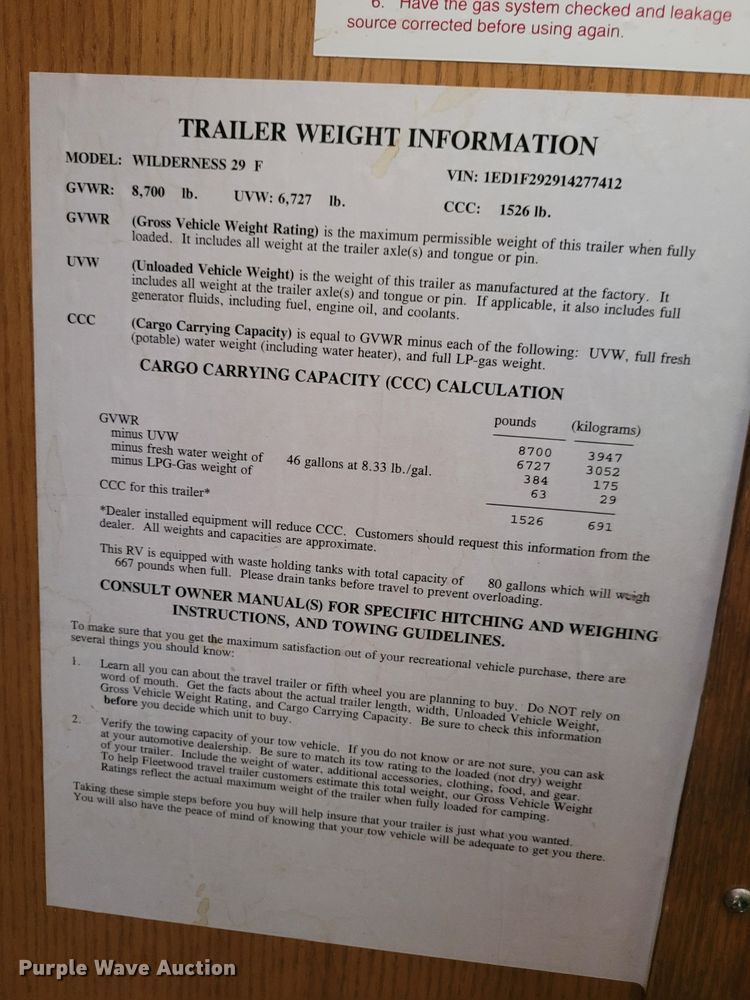 6. Have the gas system checked and leakage
source corrected before using again.
TRAILER WEIGHT INFORMATION
MODEL: WILDERNESS 29 F
VIN: 1ED1F292914277412
GVWR: 8,700 lb. UVW: 6,727 lb. CCC: 1526 lb.
GVWR (Gross Vehicle Weight Rating) is the maximum permissible weight of this trailer when fully
loaded. It includes all weight at the trailer axle(s) and tongue or pin.
UVW (Unloaded Vehicle Weight) is the weight of this trailer as manufactured at the factory. It
includes all weight at the trailer axle(s) and tongue or pin. If applicable, it also includes full
generator fluids, including fuel, engine oil, and coolants.
CCC (Cargo Carrying Capacity) is equal to GVWR minus each of the following: UVW, full fresh
(potable) water weight (including water heater), and full LP-gas weight.
CARGO CARRYING CAPACITY (CCC) CALCULATION
pounds (kilograms)
GVWR 8700 3947
minus UVW 6727 3052
minus fresh water weight of 46 gallons at 8.33 lb./gal. 384 175
minus LPG-Gas weight of 63 29
CCC for this trailer* 1526 691
*Dealer installed equipment will reduce CCC. Customers should request this information from the
dealer. All weights and capacities are approximate.
This RV is equipped with waste holding tanks with total capacity of 80 gallons which will weigh
667 pounds when full. Please drain tanks before travel to prevent overloading.
CONSULT OWNER MANUAL(S) FOR SPECIFIC HITCHING AND WEIGHING
INSTRUCTIONS, AND TOWING GUIDELINES.
To make sure that you get the maximum satisfaction out of your recreational vehicle purchase, there are
several things you should know:
1. Learn all you can about the travel trailer or fifth wheel you are planning to buy. Do NOT rely on
word of mouth. Get the facts about the actual trailer length, width, Unloaded Vehicle Weight,
Gross Vehicle Weight Rating, and Cargo Carrying Capacity. Be sure to check this information
before you decide which unit to buy.
2. Verify the towing capacity of your tow vehicle. If you do not know or are not sure, you can ask
at your automotive dealership. Be sure to match its tow rating to the loaded (not dry) weight
of your trailer. Include the weight of water, additional accessories, clothing, food, and gear.
To help Fleetwood travel trailer customers estimate this total weight, our Gross Vehicle Weight
Ratings reflect the actual maximum weight of the trailer when fully loaded for camping.
Taking these simple steps before you buy will help insure that your trailer is just what you wanted.
You will also have the peace of mind of knowing that your tow vehicle will be adequate to get you there.
Purple Wave Auction